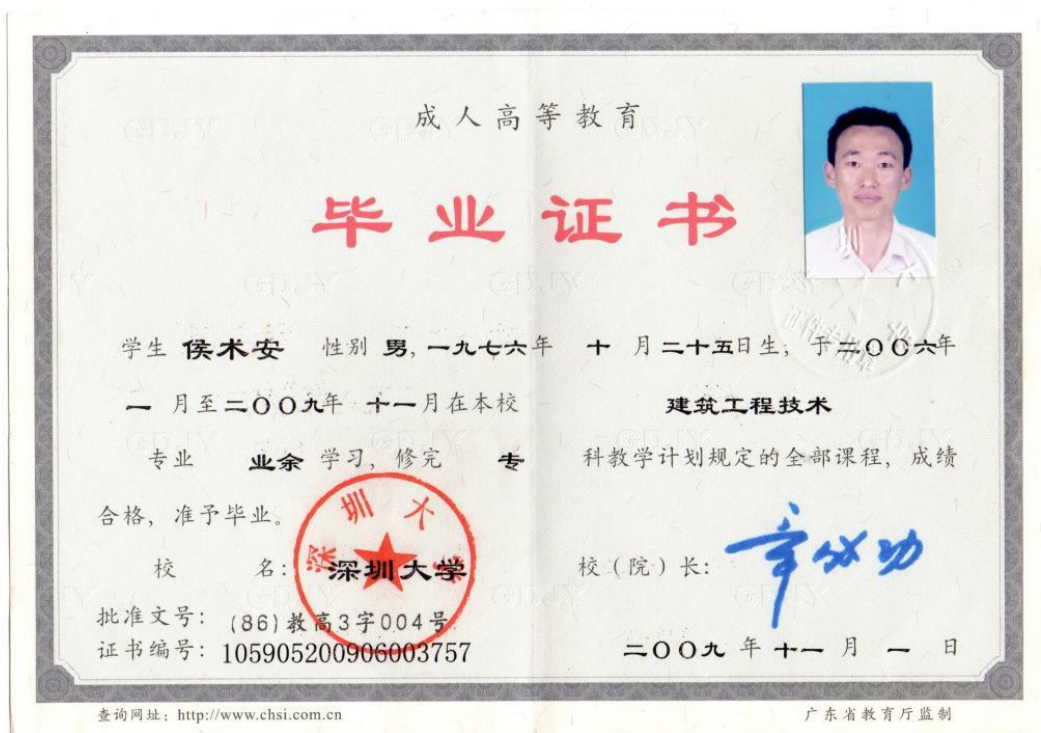 成人高等教育
毕业证书
学生 侯术安 性别 男, 一九七六年 十 月二十五日生, 于二〇〇六年
一 月至二〇〇九年 十一月在本校 建筑工程技术
专业 业余 学习, 修完 专 科教学计划规定的全部课程, 成绩
合格, 准予毕业。
深圳大学
校 名: 深圳大学 校(院)长: 章必功
批准文号: (86)教高3字004号
证书编号: 105905200906003757 二〇〇九 年 十一 月 一 日
查询网址: http://www.chsi.com.cn 广东省教育厅监制